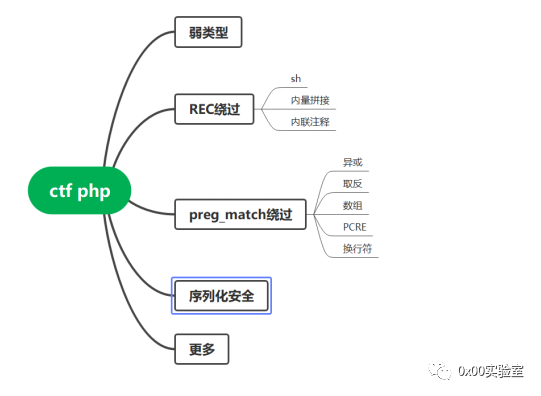 弱类型
REC绕过
sh
内量拼接
内联注释
ctf php
preg_match绕过
异或
取反
数组
PCRE
换行符
序列化安全
更多
0x00实验室